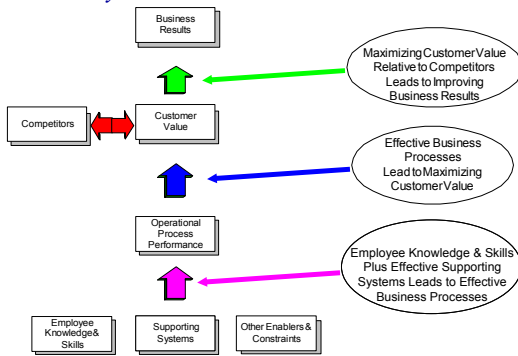 Business
Results
Maximizing Customer Value
Relative to Competitors
Leads to Improving
Business Results
Competitors
Customer
Value
Effective Business
Processes
Lead to Maximizing
Customer Value
Operational
Process
Performance
Employee Knowledge & Skills
Plus Effective Supporting
Systems Leads to Effective
Business Processes
Employee
Knowledge &
Skills
Supporting
Systems
Other Enablers &
Constraints